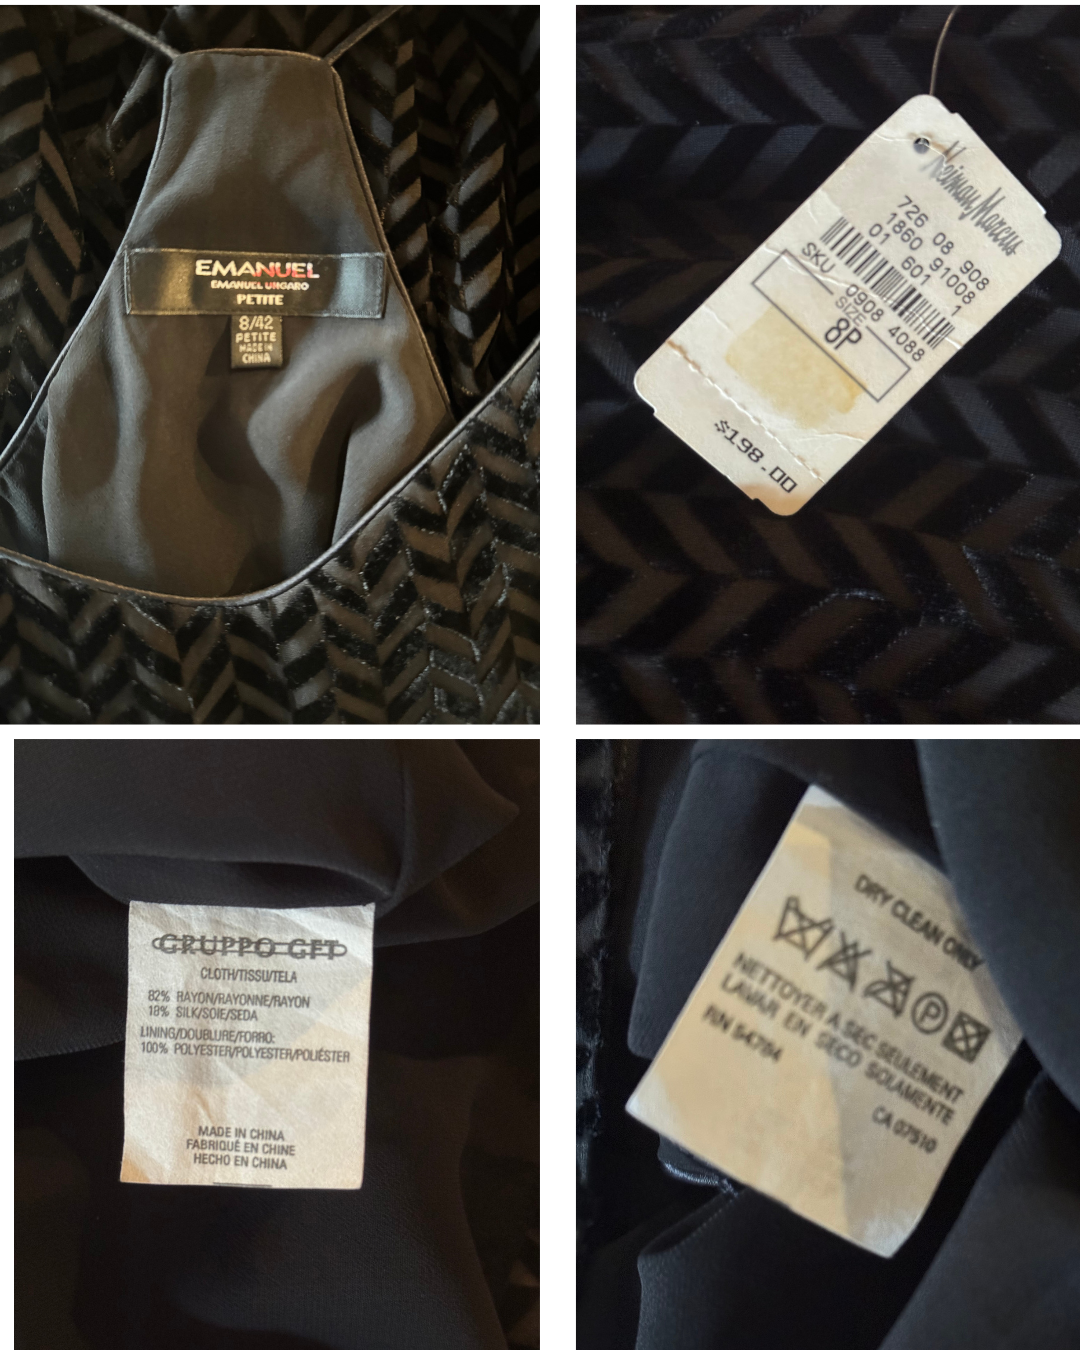 EMANUEL
EMANUEL UNGARO
PETITE
8/42
PETITE
MADE IN
CHINA
Neiman Marcus
726 08 908
1860 91008
01 601 1
SKU 0908 4088
SIZE
8P
$198.00
GRUPPO GFT
CLOTH/TISSU/TELA
82% RAYON/RAYONNE/RAYON
18% SILK/SOIE/SEDA
LINING/DOUBLURE/FORRO:
100% POLYESTER/POLYESTER/POLIÉSTER
MADE IN CHINA
FABRIQUÉ EN CHINE
HECHO EN CHINA
DRY CLEAN ONLY
P
NETTOYER A SEC SEULEMENT
LAVAR EN SECO SOLAMENTE
RN 54784
CA 07510